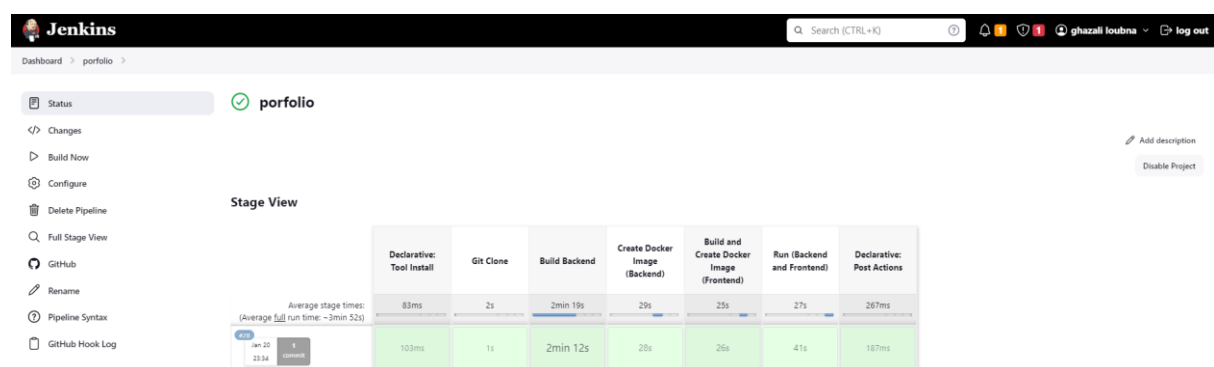 Jenkins
Search (CTRL+K)
1
1
ghazali loubna
log out
Dashboard > porfolio >
Status
Changes
Build Now
Configure
Delete Pipeline
Full Stage View
GitHub
Rename
Pipeline Syntax
GitHub Hook Log
porfolio
Add description
Disable Project
Stage View
Declarative: Tool Install
Git Clone
Build Backend
Create Docker Image (Backend)
Build and Create Docker Image (Frontend)
Run (Backend and Frontend)
Declarative: Post Actions
Average stage times:
(Average full run time: ~3min 52s)
83ms 2s 2min 19s 29s 25s 27s 267ms
Jan 20
23:34
1
commit
103ms 1s 2min 12s 28s 26s 41s 187ms